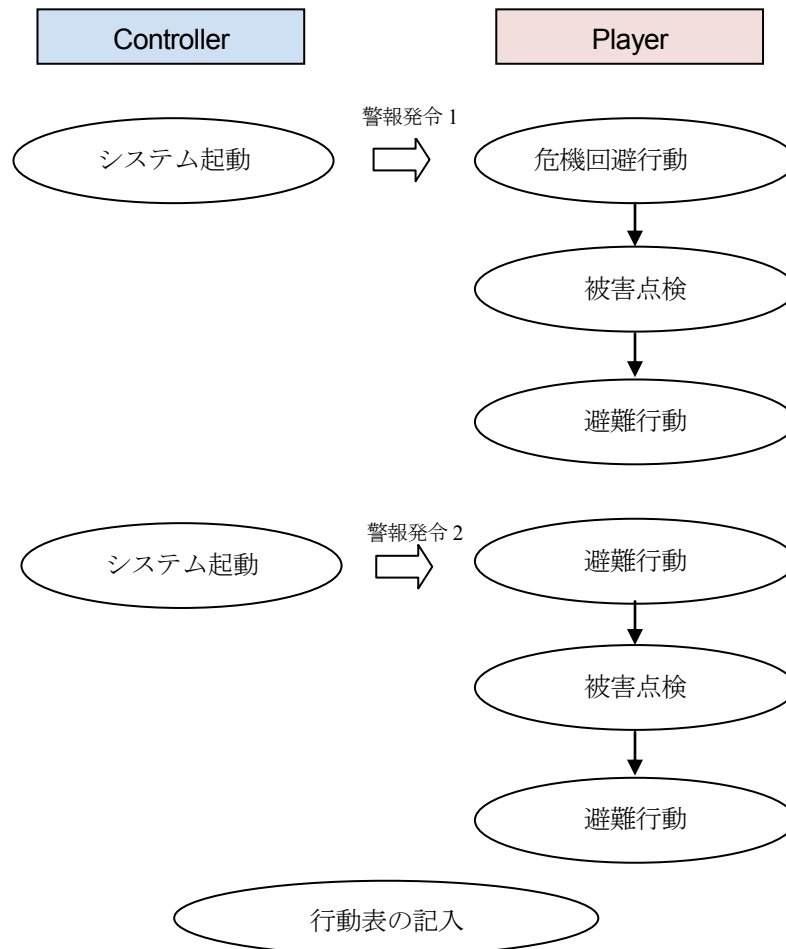 Controller
Player
警報発令 1
システム起動
危機回避行動
被害点検
避難行動
警報発令 2
システム起動
避難行動
被害点検
避難行動
行動表の記入